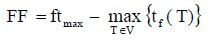 FF = ft_max − max_{T∈V} {t_f (T)}